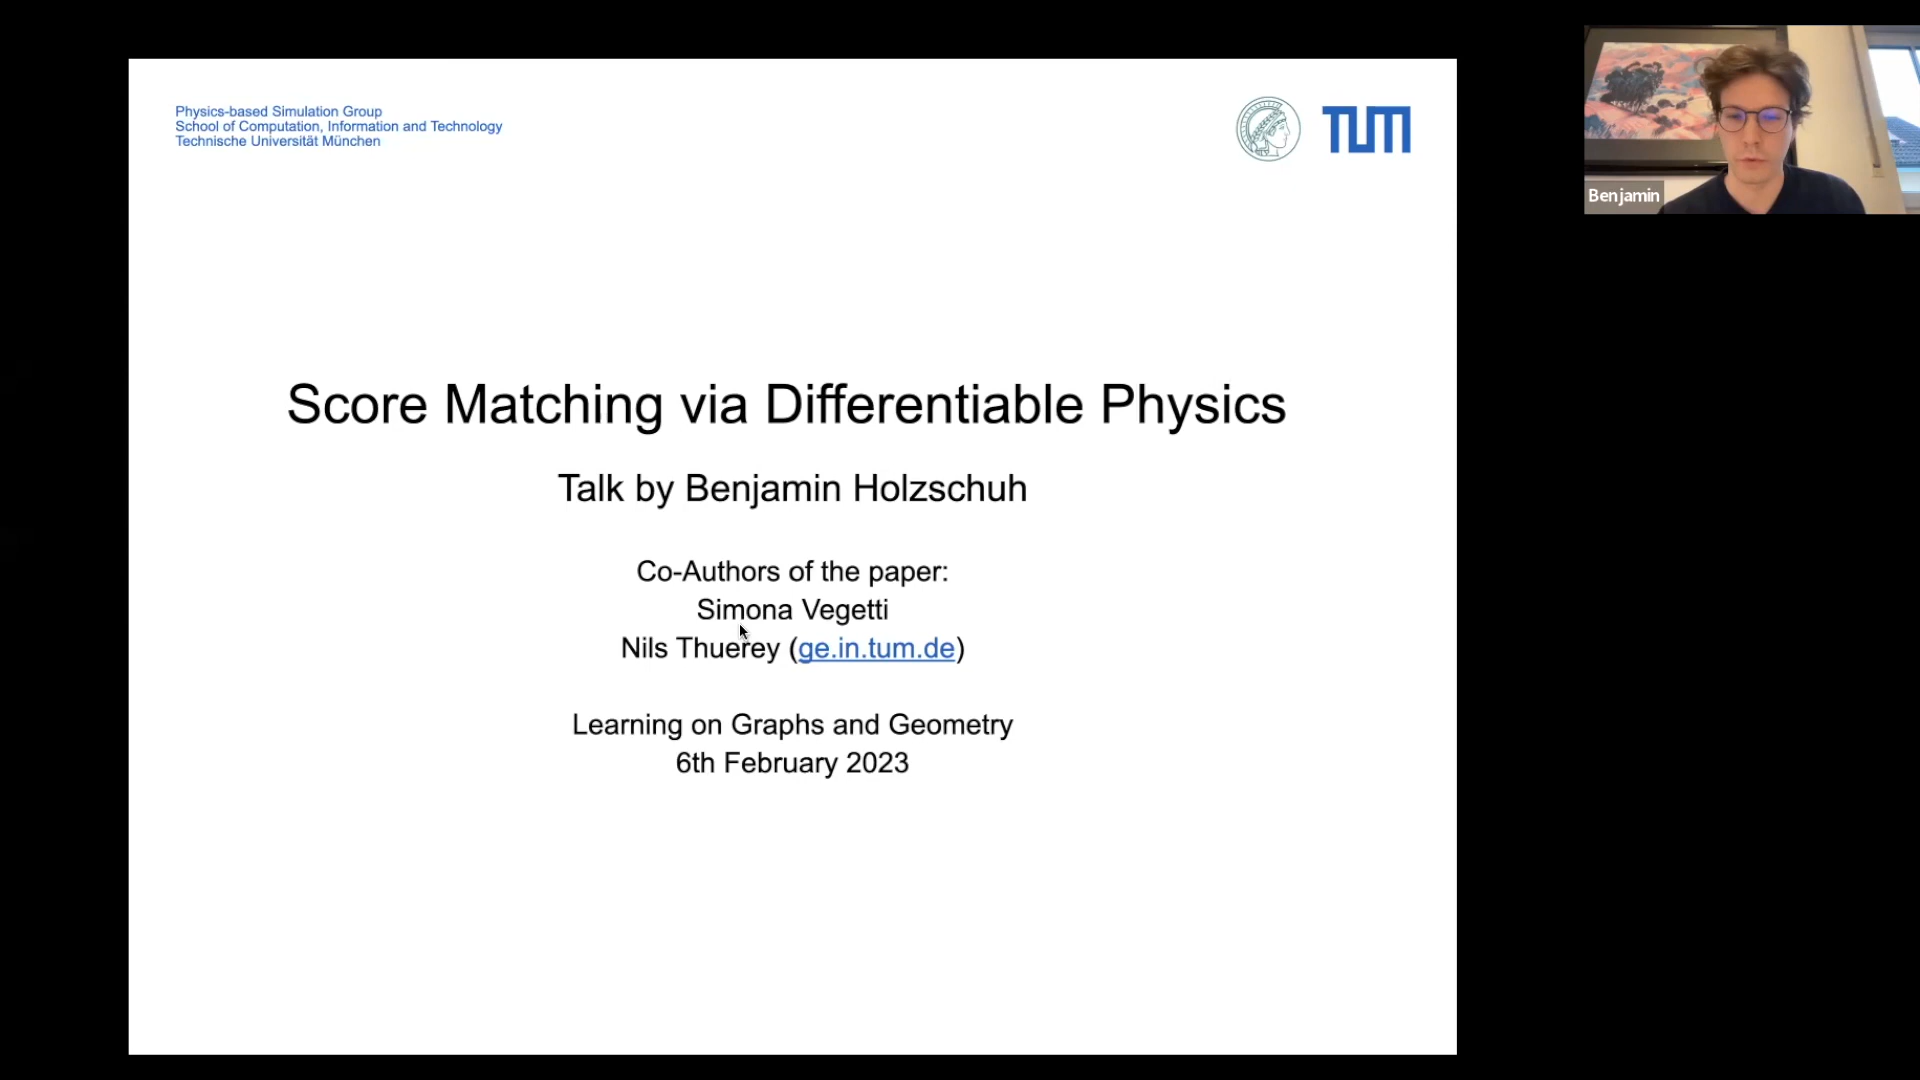 Physics-based Simulation Group
School of Computation, Information and Technology
Technische Universität München
TUM
Benjamin
Score Matching via Differentiable Physics
Talk by Benjamin Holzschuh
Co-Authors of the paper:
Simona Vegetti
Nils Thuerey (ge.in.tum.de)
Learning on Graphs and Geometry
6th February 2023